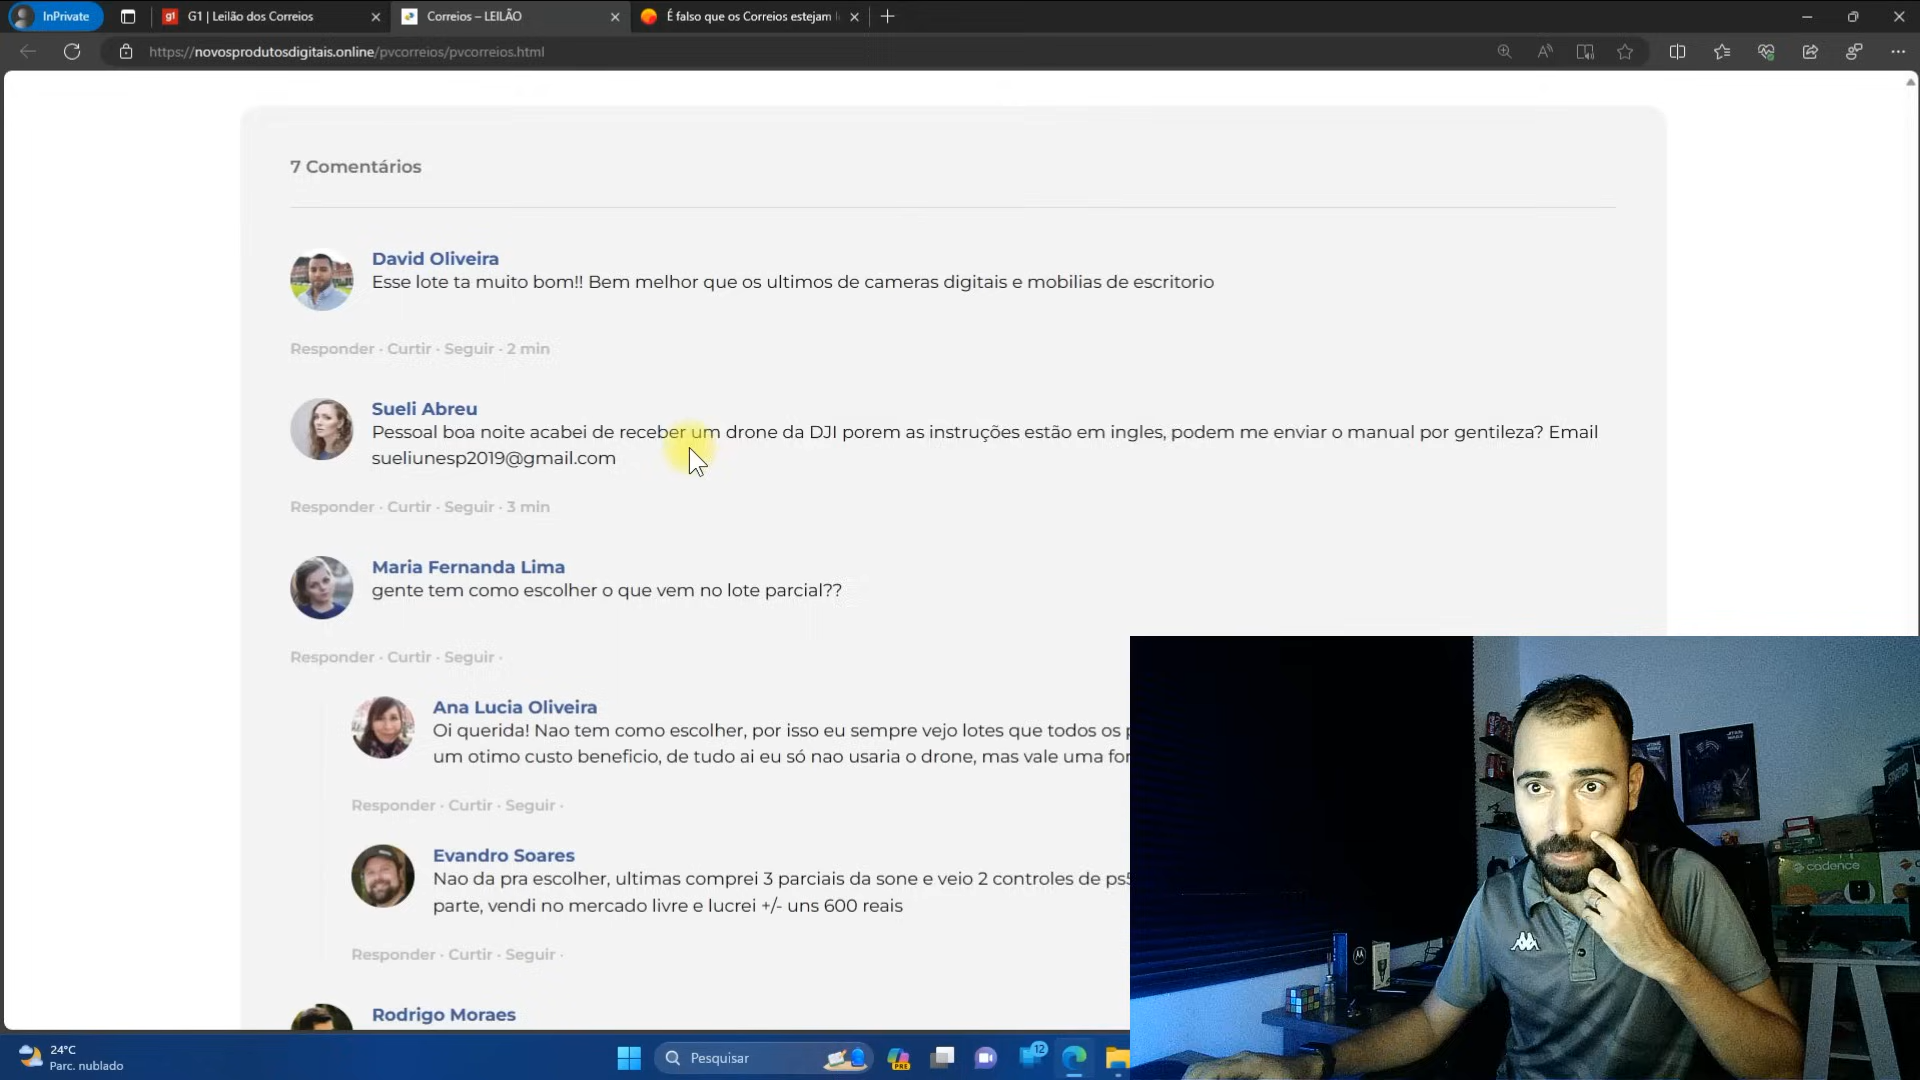 InPrivate
G1 | Leilão dos Correios
Correios – LEILÃO
É falso que os Correios estejam
https://novosprodutosdigitais.online/pvcorreios/pvcorreios.html
7 Comentários
David Oliveira
Esse lote ta muito bom!! Bem melhor que os ultimos de cameras digitais e mobilias de escritorio
Responder · Curtir · Seguir · 2 min
Sueli Abreu
Pessoal boa noite acabei de receber um drone da DJI porem as instruções estão em ingles, podem me enviar o manual por gentileza? Email
sueliunesp2019@gmail.com
Responder · Curtir · Seguir · 3 min
Maria Fernanda Lima
gente tem como escolher o que vem no lote parcial??
Responder · Curtir · Seguir ·
Ana Lucia Oliveira
Oi querida! Nao tem como escolher, por isso eu sempre vejo lotes que todos os
um otimo custo beneficio, de tudo ai eu só nao usaria o drone, mas vale uma
Responder · Curtir · Seguir ·
Evandro Soares
Nao da pra escolher, ultimas comprei 3 parciais da sone e veio 2 controles de ps5
parte, vendi no mercado livre e lucrei +/- uns 600 reais
Responder · Curtir · Seguir ·
Rodrigo Moraes
24°C
Parc. nublado
Pesquisar
PRE
12
cadence